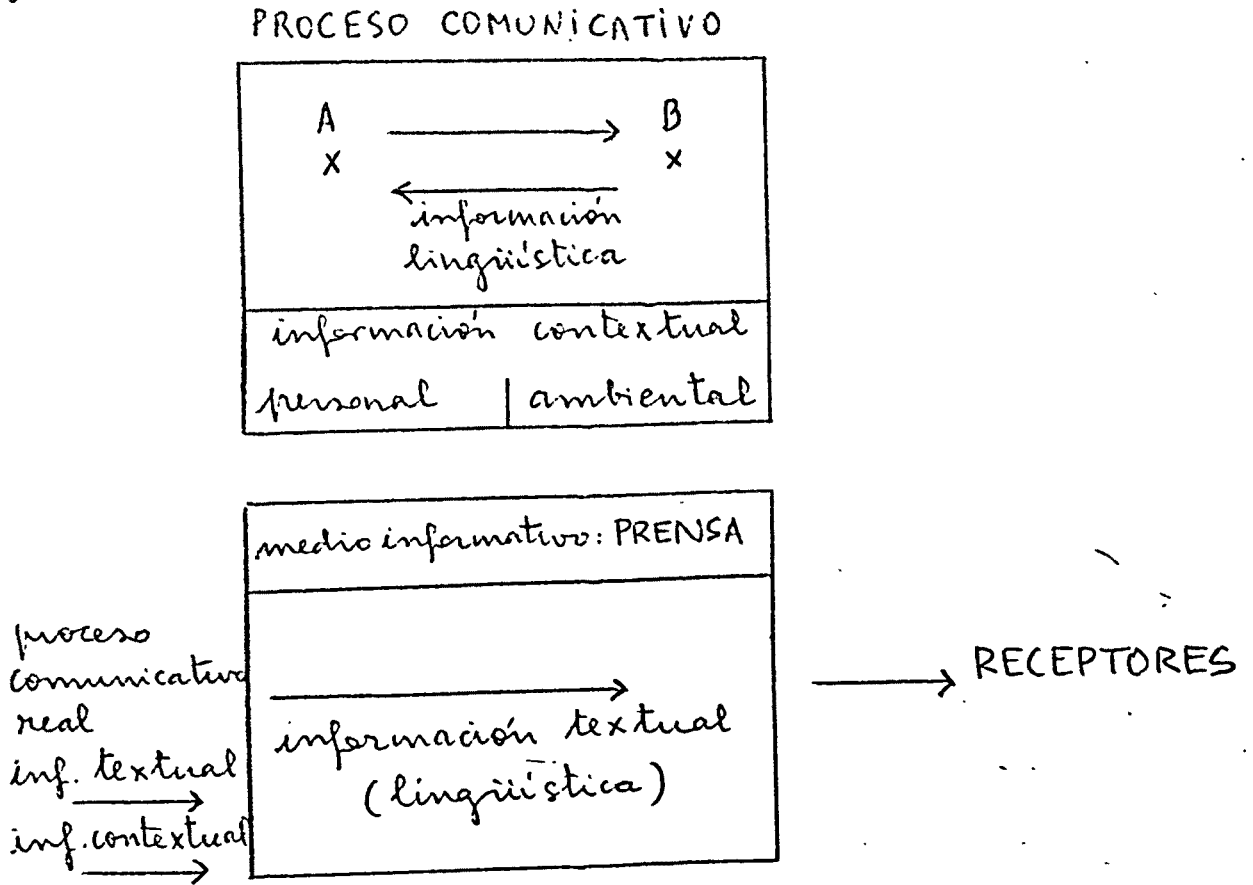 PROCESO COMUNICATIVO
A B
x x
información
lingüística
información contextual
personal | ambiental
medio informativo: PRENSA
proceso
comunicativo
real
inf. textual
inf. contextual
información textual
(lingüística)
RECEPTORES